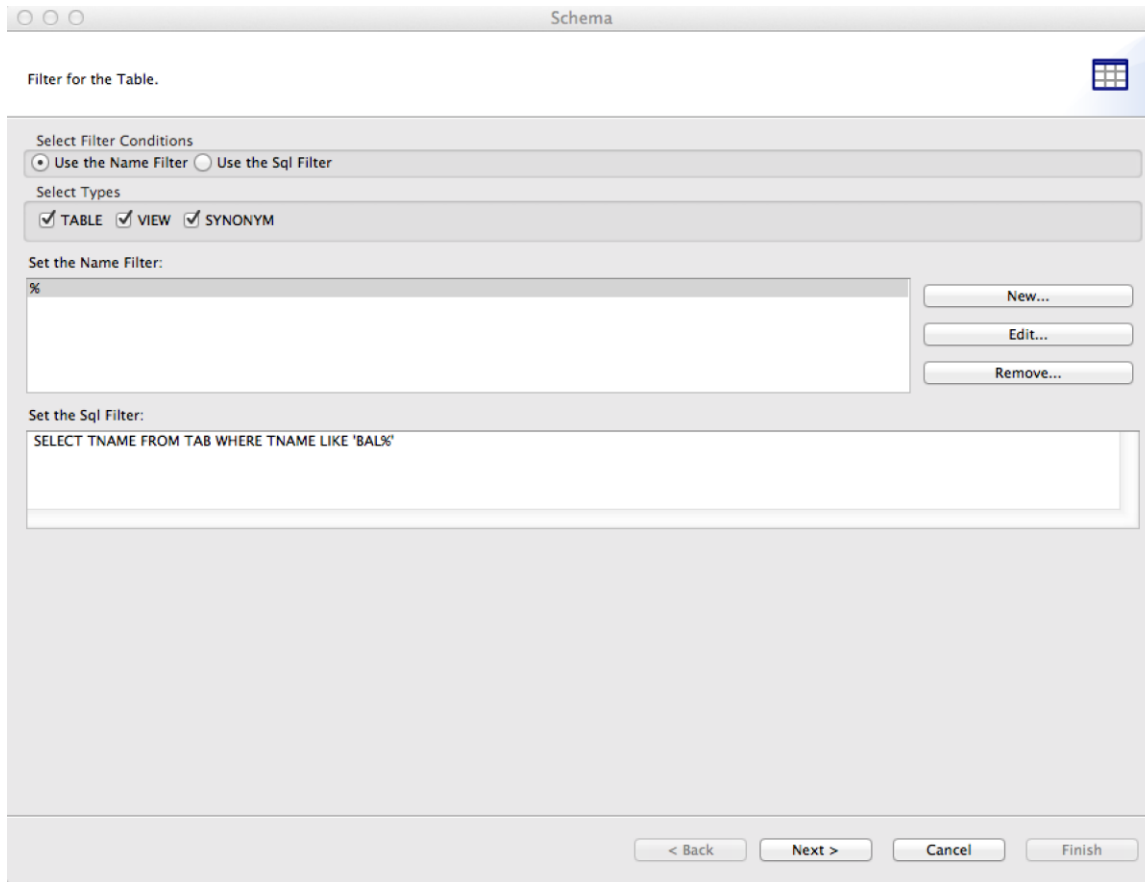 Schema
Filter for the Table.
Select Filter Conditions
Use the Name Filter Use the Sql Filter
Select Types
TABLE VIEW SYNONYM
Set the Name Filter:
%
New...
Edit...
Remove...
Set the Sql Filter:
SELECT TNAME FROM TAB WHERE TNAME LIKE 'BAL%'
< Back Next > Cancel Finish